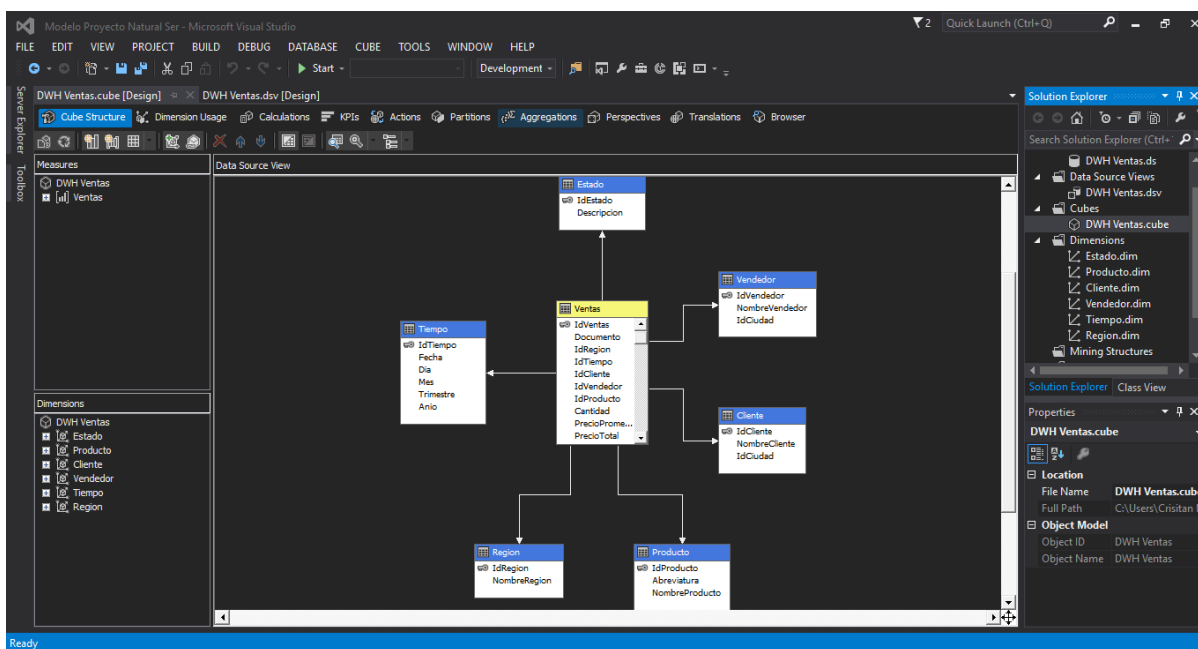 Modelo Proyecto Natural Ser - Microsoft Visual Studio
2
Quick Launch (Ctrl+Q)
FILE EDIT VIEW PROJECT BUILD DEBUG DATABASE CUBE TOOLS WINDOW HELP
Start
Development
Server Explorer
Toolbox
DWH Ventas.cube [Design]
DWH Ventas.dsv [Design]
Cube Structure
Dimension Usage
Calculations
KPIs
Actions
Partitions
Aggregations
Perspectives
Translations
Browser
Measures
DWH Ventas
Ventas
Dimensions
DWH Ventas
Estado
Producto
Cliente
Vendedor
Tiempo
Region
Data Source View
Estado
IdEstado
Descripcion
Vendedor
IdVendedor
NombreVendedor
IdCiudad
Ventas
IdVentas
Documento
IdRegion
IdTiempo
IdCliente
IdVendedor
IdProducto
Cantidad
PrecioProme...
PrecioTotal
Tiempo
IdTiempo
Fecha
Dia
Mes
Trimestre
Anio
Cliente
IdCliente
NombreCliente
IdCiudad
Region
IdRegion
NombreRegion
Producto
IdProducto
Abreviatura
NombreProducto
Solution Explorer
Search Solution Explorer (Ctrl+
DWH Ventas.ds
Data Source Views
DWH Ventas.dsv
Cubes
DWH Ventas.cube
Dimensions
Estado.dim
Producto.dim
Cliente.dim
Vendedor.dim
Tiempo.dim
Region.dim
Mining Structures
Solution Explorer
Class View
Properties
DWH Ventas.cube
Location
File Name DWH Ventas.cub
Full Path C:\Users\Crisitan
Object Model
Object ID DWH Ventas
Object Name DWH Ventas
Ready